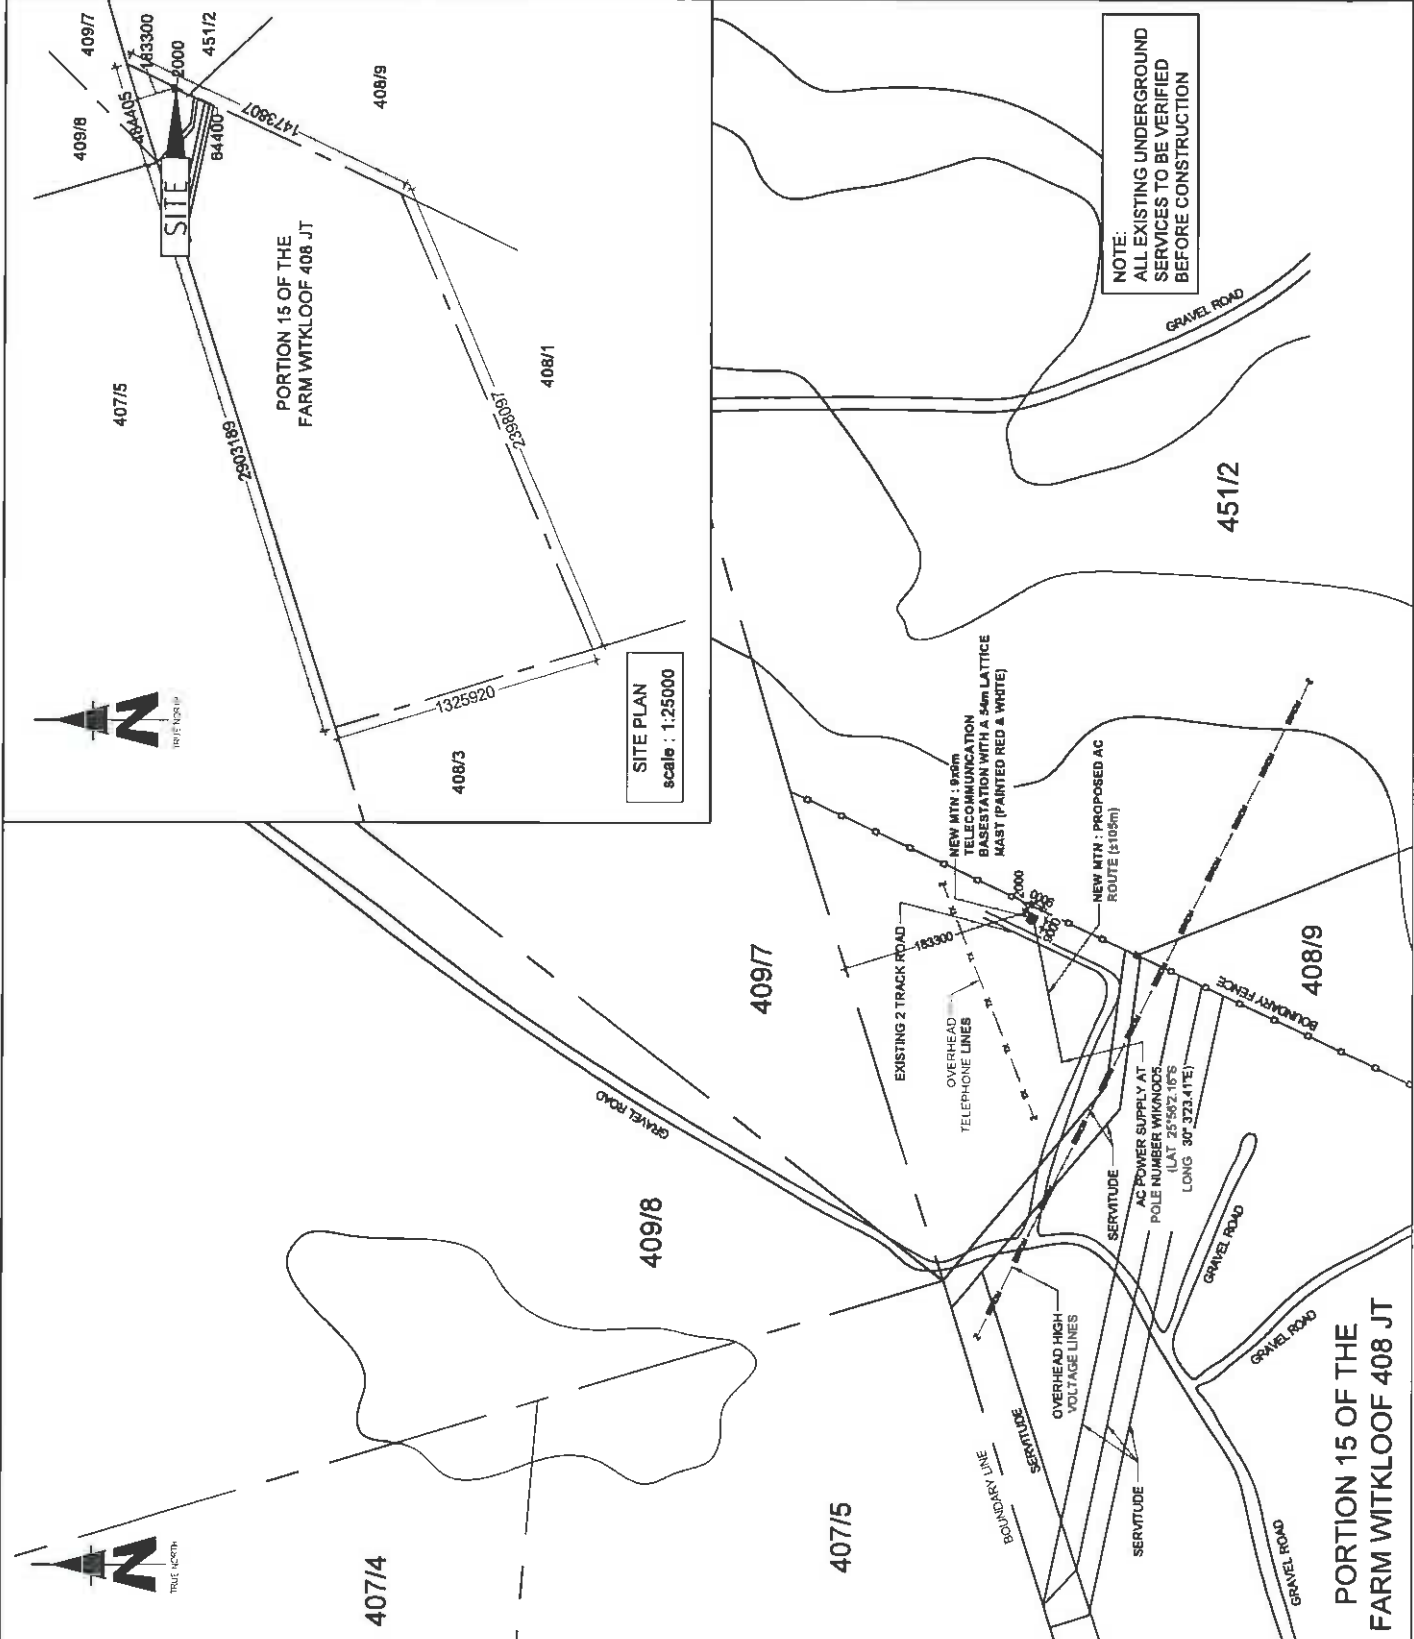 TRUE NORTH
409/7
183300
2000
451/2
409/8
484405
64400
SITE
1473807
408/9
407/5
PORTION 15 OF THE
FARM WITKLOOF 408 JT
2903189
2398097
408/1
1325920
408/3
SITE PLAN
scale : 1:25000
NOTE:
ALL EXISTING UNDERGROUND
SERVICES TO BE VERIFIED
BEFORE CONSTRUCTION
GRAVEL ROAD
451/2
NEW MTN : 9x9m
TELECOMMUNICATION
BASESTATION WITH A 54m LATTICE
MAST (PAINTED RED & WHITE)
NEW MTN : PROPOSED AC
ROUTE (±105m)
2000
9000
9000
183300
EXISTING 2 TRACK ROAD
OVERHEAD
TELEPHONE LINES
409/7
408/9
BOUNDARY FENCE
GRAVEL ROAD
409/8
AC POWER SUPPLY AT
POLE NUMBER WIKNOD5
(LAT 25°56'2.16"S
LONG 30° 3'23.41"E)
SERVITUDE
GRAVEL ROAD
GRAVEL ROAD
OVERHEAD HIGH
VOLTAGE LINES
SERVITUDE
BOUNDARY LINE
SERVITUDE
GRAVEL ROAD
TRUE NORTH
407/4
407/5
PORTION 15 OF THE
FARM WITKLOOF 408 JT